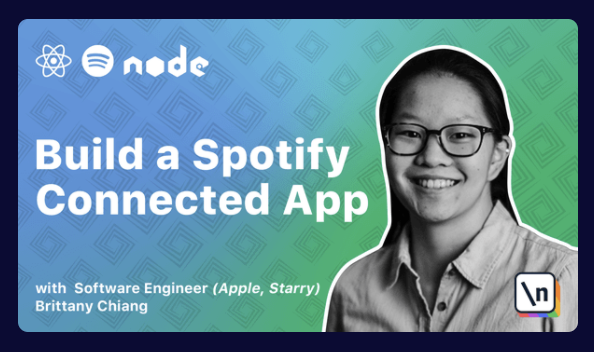 node
Build a Spotify
Connected App
with Software Engineer (Apple, Starry)
Brittany Chiang
\n